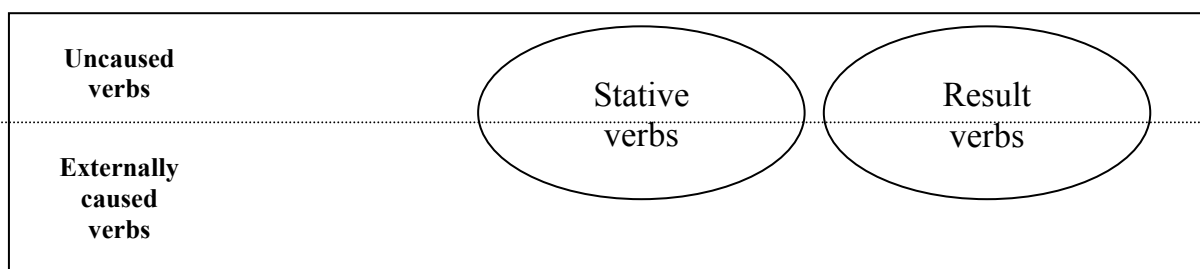 Uncaused
verbs
Stative
verbs
Result
verbs
Externally
caused
verbs